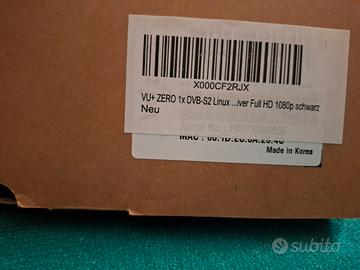 X000CF2RJX
VU+ ZERO 1x DVB-S2 Linux ...iver Full HD 1080p schwarz
Neu
Made in Korea
subito